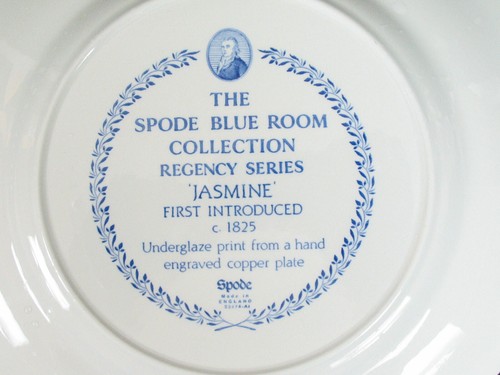 THE
SPODE BLUE ROOM
COLLECTION
REGENCY SERIES
'JASMINE'
FIRST INTRODUCED
c. 1825
Underglaze print from a hand
engraved copper plate
Spode
Made in
ENGLAND